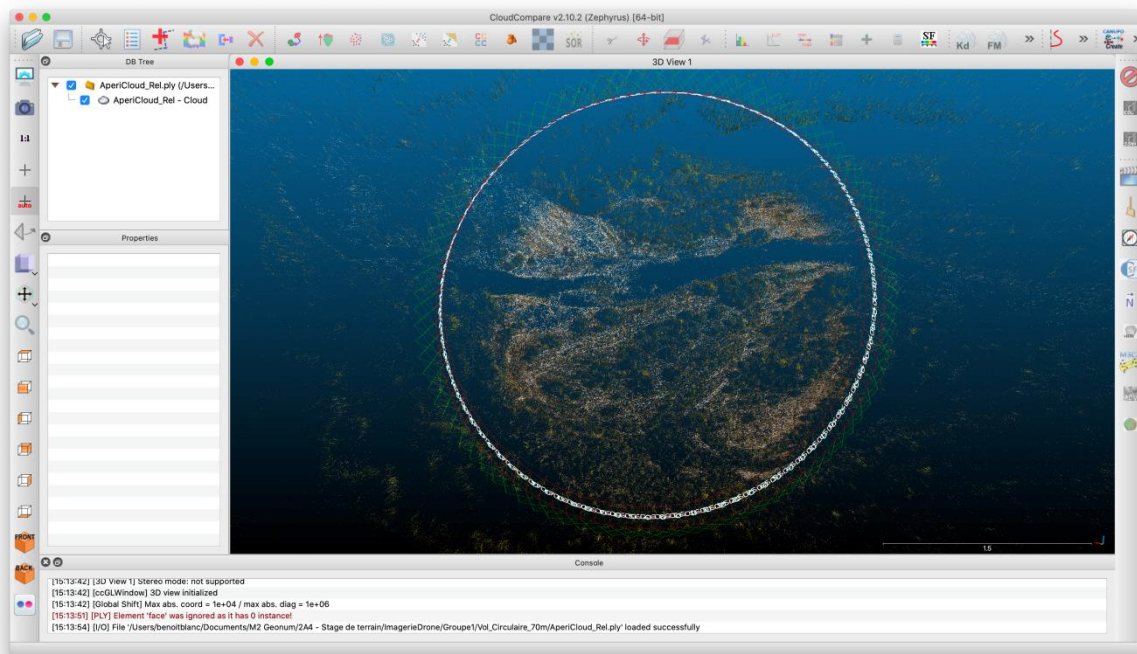 CloudCompare v2.10.2 (Zephyrus) [64-bit]
SOR
SF
Kd
FM
CANUPO
Create
DB Tree
3D View 1
AperiCloud_Rel.ply (/Users...
AperiCloud_Rel - Cloud
1:1
auto
Properties
N
M3C2
FRONT
BACK
1.5
Console
[15:13:42] [3D View 1] Stereo mode: not supported
[15:13:42] [ccGLWindow] 3D view initialized
[15:13:42] [Global Shift] Max abs. coord = 1e+04 / max abs. diag = 1e+06
[15:13:51] [PLY] Element 'face' was ignored as it has 0 instance!
[15:13:54] [I/O] File '/Users/benoitblanc/Documents/M2 Geonum/2A4 - Stage de terrain/ImagerieDrone/Groupe1/Vol_Circulaire_70m/AperiCloud_Rel.ply' loaded successfully